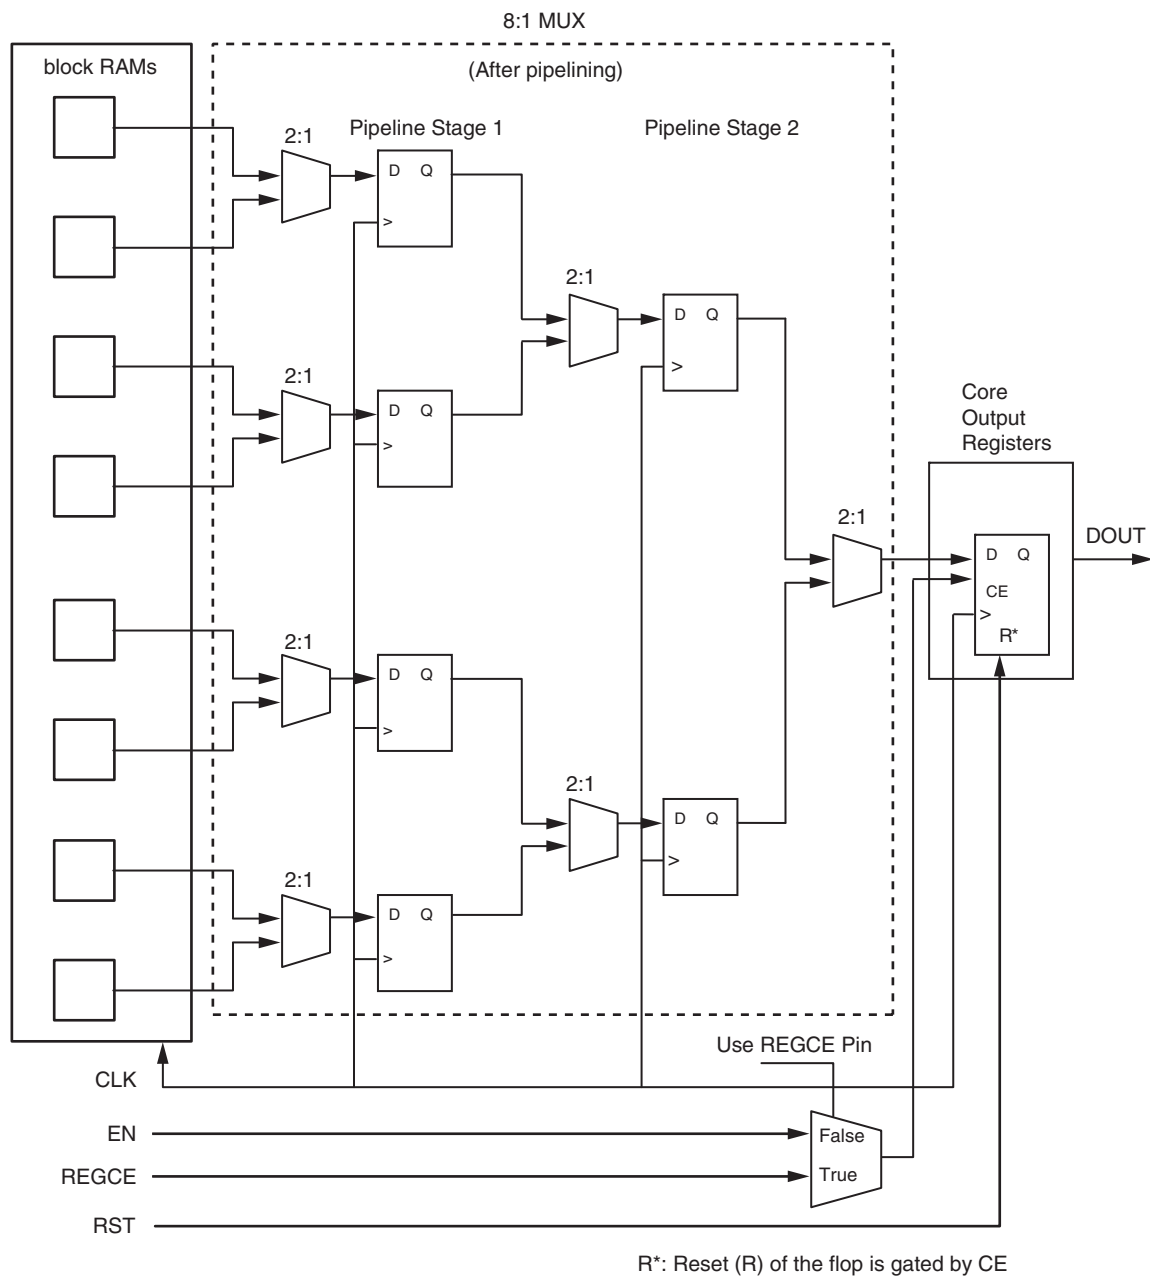 8:1 MUX
block RAMs
(After pipelining)
Pipeline Stage 1
Pipeline Stage 2
2:1
D Q
>
2:1
D Q
>
2:1
D Q
>
Core
Output
Registers
2:1
D Q
CE
>
R*
DOUT
2:1
D Q
>
2:1
D Q
>
2:1
D Q
>
Use REGCE Pin
CLK
EN
False
REGCE
True
RST
R*: Reset (R) of the flop is gated by CE